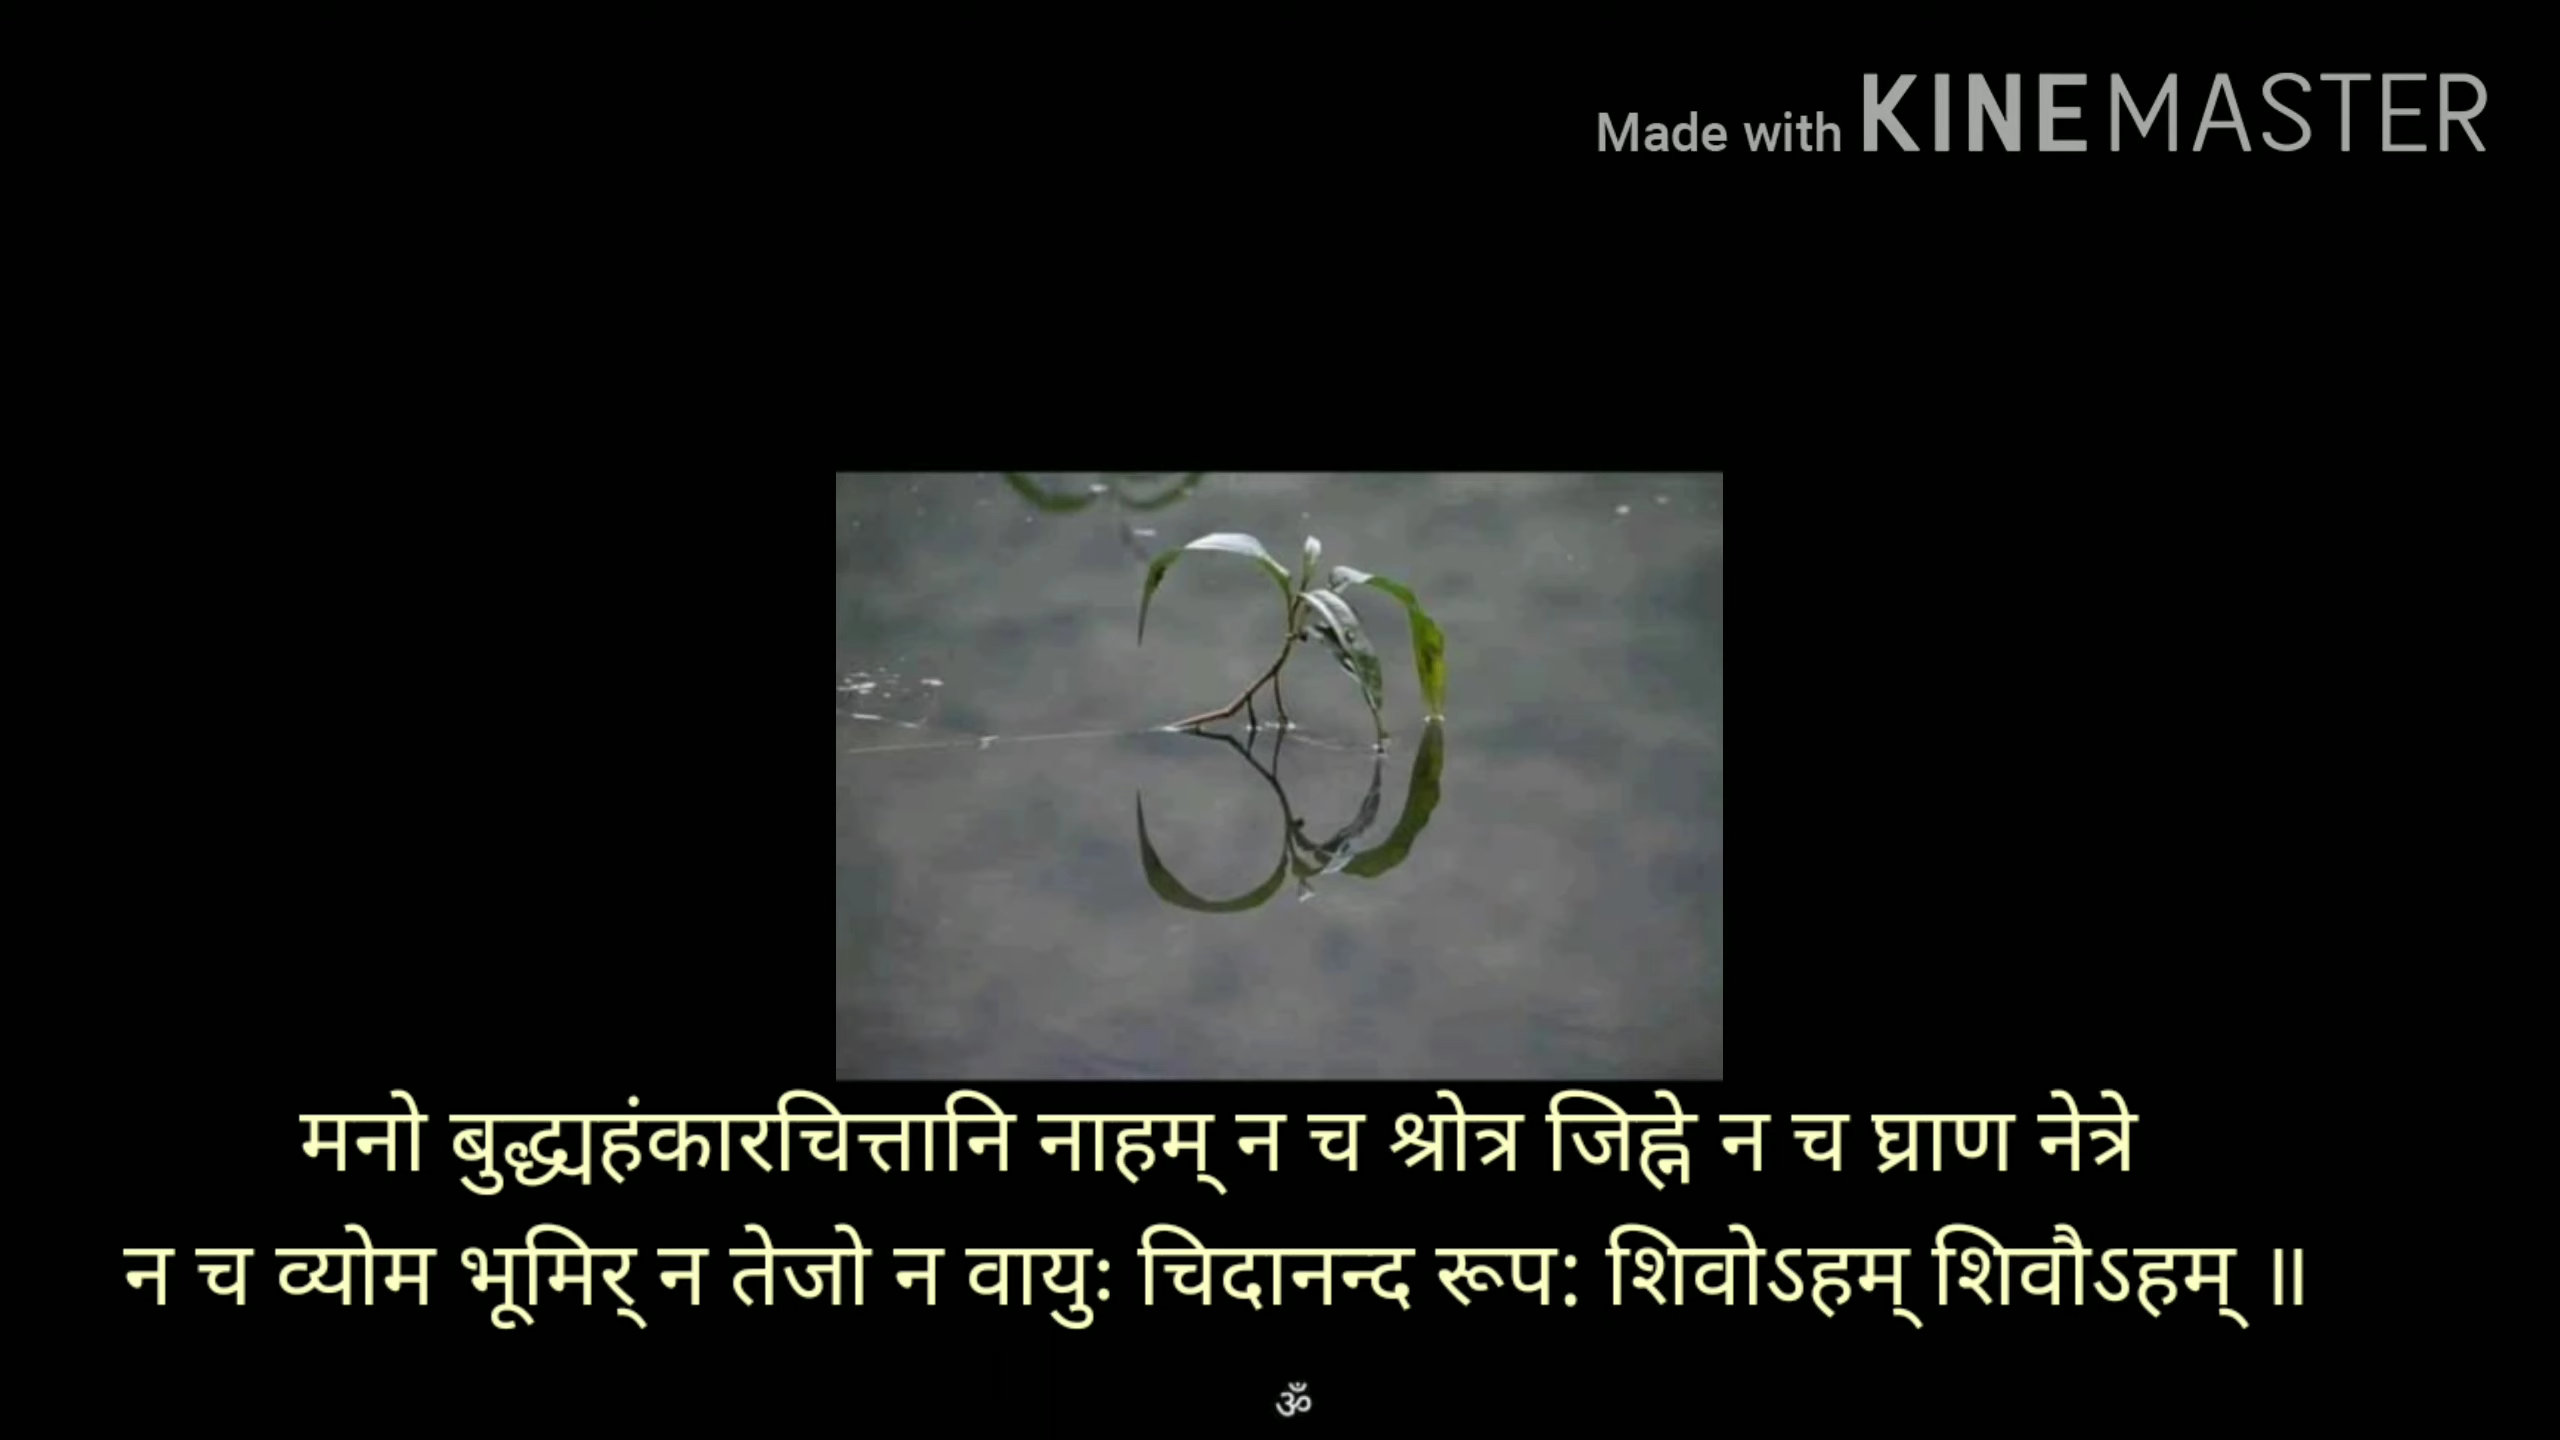 Made with KINEMASTER
मनो बुद्ध्यहंकारचित्तानि नाहम् न च श्रोत्र जिह्ने न च घ्राण नेत्रे
न च व्योम भूमिर् न तेजो न वायुः चिदानन्द रूप: शिवोऽहम् शिवौऽहम् ॥
ॐ